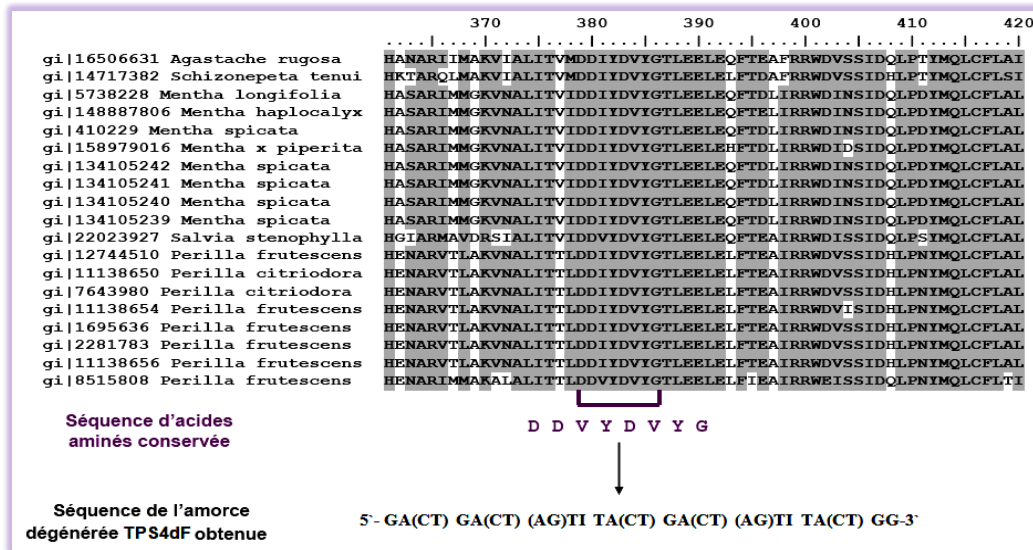 370 380 390 400 410 420
gi|16506631 Agastache rugosa HANARIIMAKVIALITVMDDIYDVYGTLEELEQFTEAFRRWDVSSIDQLPTYMQLCFLAI
gi|14717382 Schizonepeta tenui HKTARQLMAKVIALITVMDDIYDVYGTLEELELFTDAFRRWDVSSIDQLPTYMQLCFLSI
gi|5738228 Mentha longifolia HASARIMMGKVNALITVIDDIYDVYGTLEELEQFTDLIRRWDINSIDQLPDYMQLCFLAL
gi|148887806 Mentha haplocalyx HASARIMMGKVNALITVIDDIYDVYGTLEELEQFTDLIRRWDINSIDQLPDYMQLCFLAL
gi|410229 Mentha spicata HASARIMMGKVNALITVIDDIYDVYGTLEELEQFTDLIRRWDINSIDQLPDYMQLCFLAL
gi|158979016 Mentha x piperita HASARIMMGKVNALITVIDDIYDVYGTLEELEHFTDLIRRWDIDSIDQLPDYMQLCFLAL
gi|134105242 Mentha spicata HASARIMMGKVNALITVIDDIYDVYGTLEELEQFTDLIRRWDINSIDQLPDYMQLCFLAL
gi|134105241 Mentha spicata HASARIMMGKVNALITVIDDIYDVYGTLEELEQFTDLIRRWDINSIDQLPDYMQLCFLAL
gi|134105240 Mentha spicata HASARIMMGKVNALITVIDDIYDVYGTLEELEQFTDLIRRWDINSIDQLPDYMQLCFLAL
gi|134105239 Mentha spicata HASARIMMGKVNALITVIDDIYDVYGTLEELEQFTDLIRRWDINSIDQLPDYMQLCFLAL
gi|22023927 Salvia stenophylla HGIARMAVDRSIALITVIDDVYDVYGTLEELEQFTEAIRRWDISSIDQLPSYMQLCFLAL
gi|12744510 Perilla frutescens HENARVTLAKVNALITTLDDIYDVYGTLEELELFTEAIRRWDVSSIDHLPNYMQLCFLAL
gi|11138650 Perilla citriodora HENARVTLAKVNALITTLDDIYDVYGTLEELELFTEAIRRWDVSSIDHLPNYMQLCFLAL
gi|7643980 Perilla citriodora HENARVTLAKVNALITTLDDIYDVYGTLEELELFTEAIRRWDVSSIDHLPNYMQLCFLAL
gi|11138654 Perilla frutescens HENARVTLAKVNALITTLDDIYDVYGTLEELELFTEAIRRWDVISIDHLPNYMQLCFLAL
gi|1695636 Perilla frutescens HENARVTLAKVNALITTLDDIYDVYGTLEELELFTEAIRRWDVSSIDHLPNYMQLCFLAL
gi|2281783 Perilla frutescens HENARVTLAKVNALITTLDDIYDVYGTLEELELFTEAIRRWDVSSIDHLPNYMQLCFLAL
gi|11138656 Perilla frutescens HENARVTLAKVNALITTLDDIYDVYGTLEELELFTEAIRRWDVSSIDHLPNYMQLCFLAL
gi|8515808 Perilla frutescens HENARIMMAKALALITTLDDVYDVYGTLEELELFIEAIRRWEISSIDQLPNYMQLCFLTI
Séquence d'acides
aminés conservée
D D V Y D V Y G
Séquence de l'amorce
dégénérée TPS4dF obtenue
5`- GA(CT) GA(CT) (AG)TI TA(CT) GA(CT) (AG)TI TA(CT) GG-3`